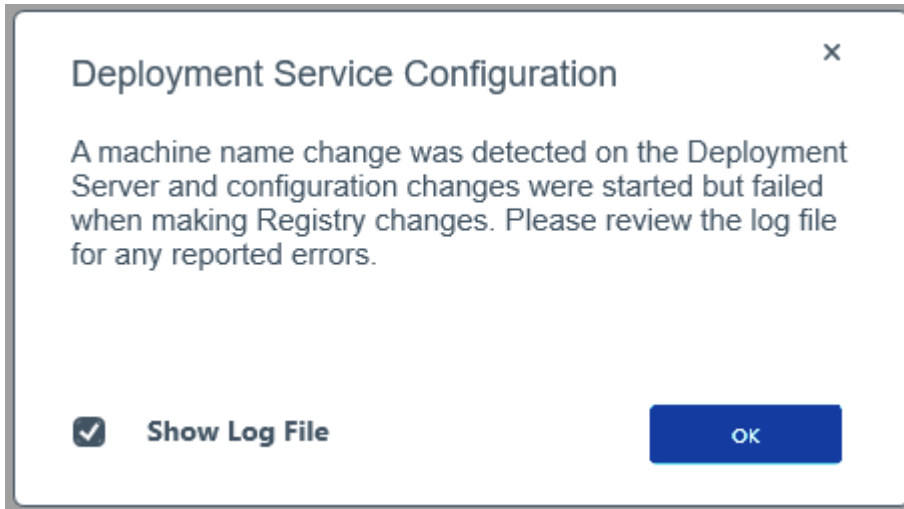 Deployment Service Configuration
A machine name change was detected on the Deployment
Server and configuration changes were started but failed
when making Registry changes. Please review the log file
for any reported errors.
Show Log File
OK